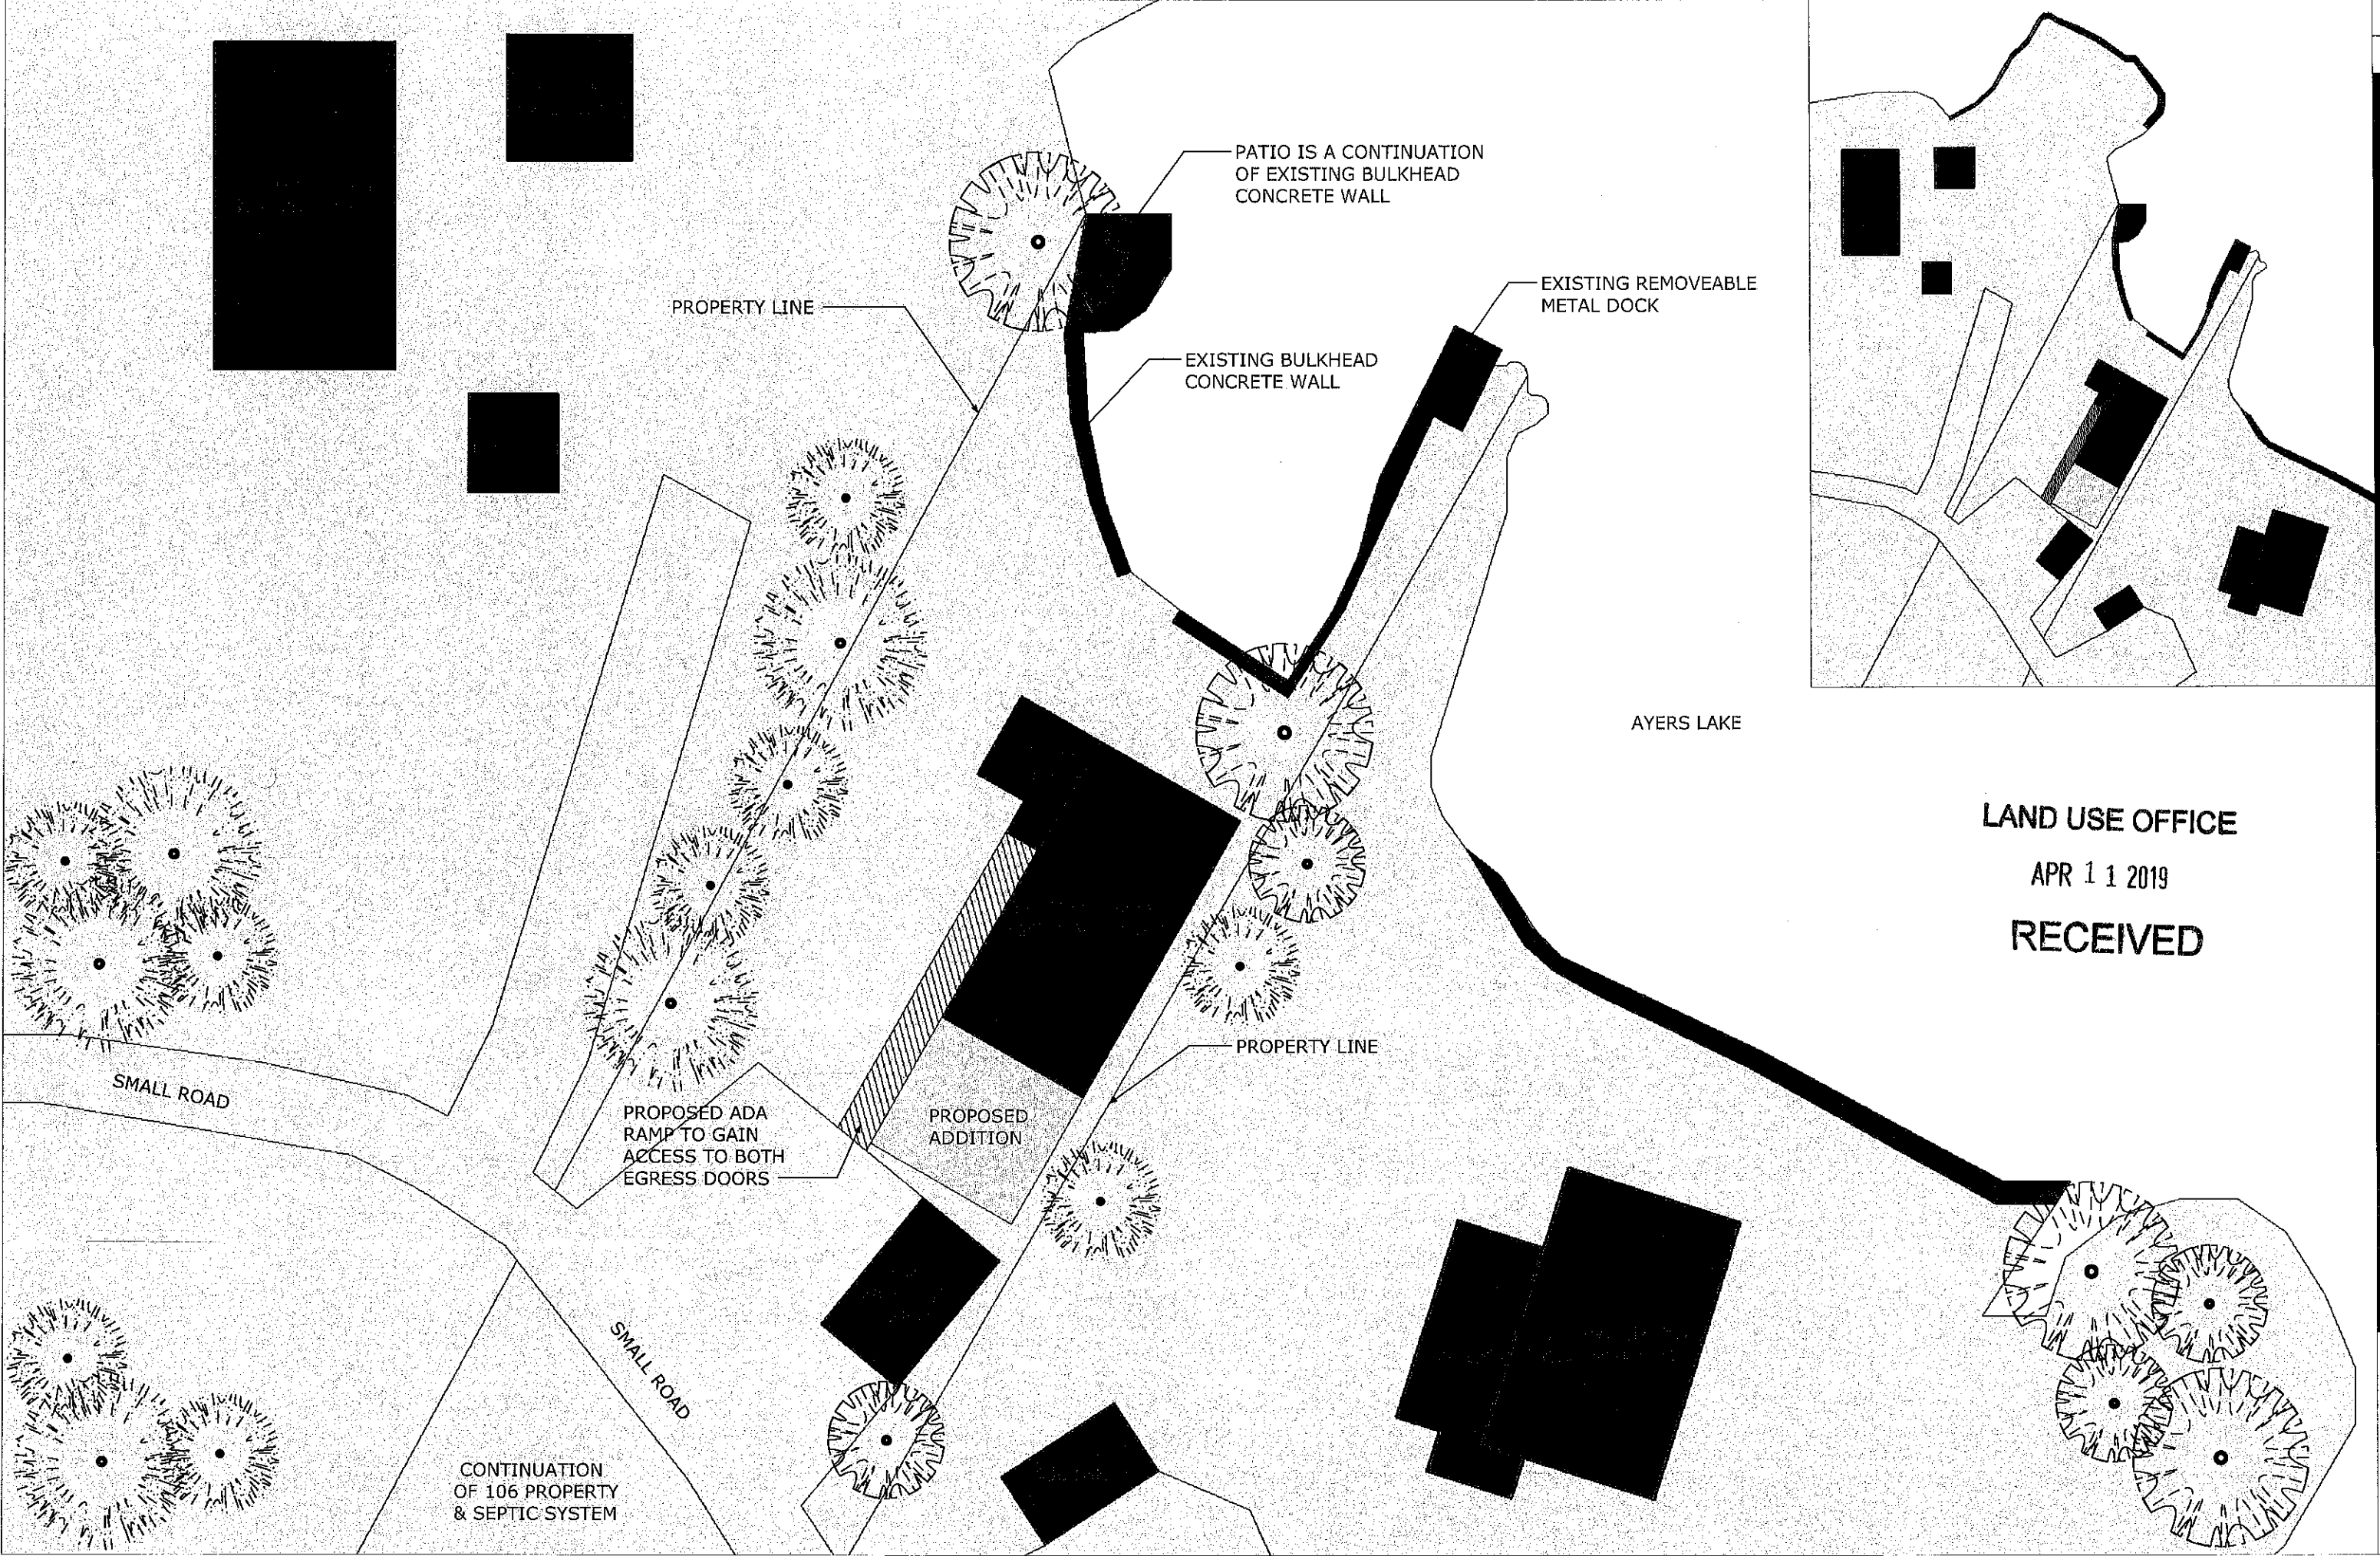 PATIO IS A CONTINUATION
OF EXISTING BULKHEAD
CONCRETE WALL
PROPERTY LINE
EXISTING REMOVEABLE
METAL DOCK
EXISTING BULKHEAD
CONCRETE WALL
AYERS LAKE
LAND USE OFFICE
APR 11 2019
RECEIVED
PROPERTY LINE
SMALL ROAD
PROPOSED ADA
RAMP TO GAIN
ACCESS TO BOTH
EGRESS DOORS
PROPOSED
ADDITION
SMALL ROAD
CONTINUATION
OF 106 PROPERTY
& SEPTIC SYSTEM